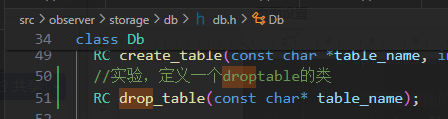 src > observer > storage > db > h db.h > Db
34 class Db
49 RC create_table(const char *table_name, i
50 //实验，定义一个droptable的类
51 RC drop_table(const char* table_name);